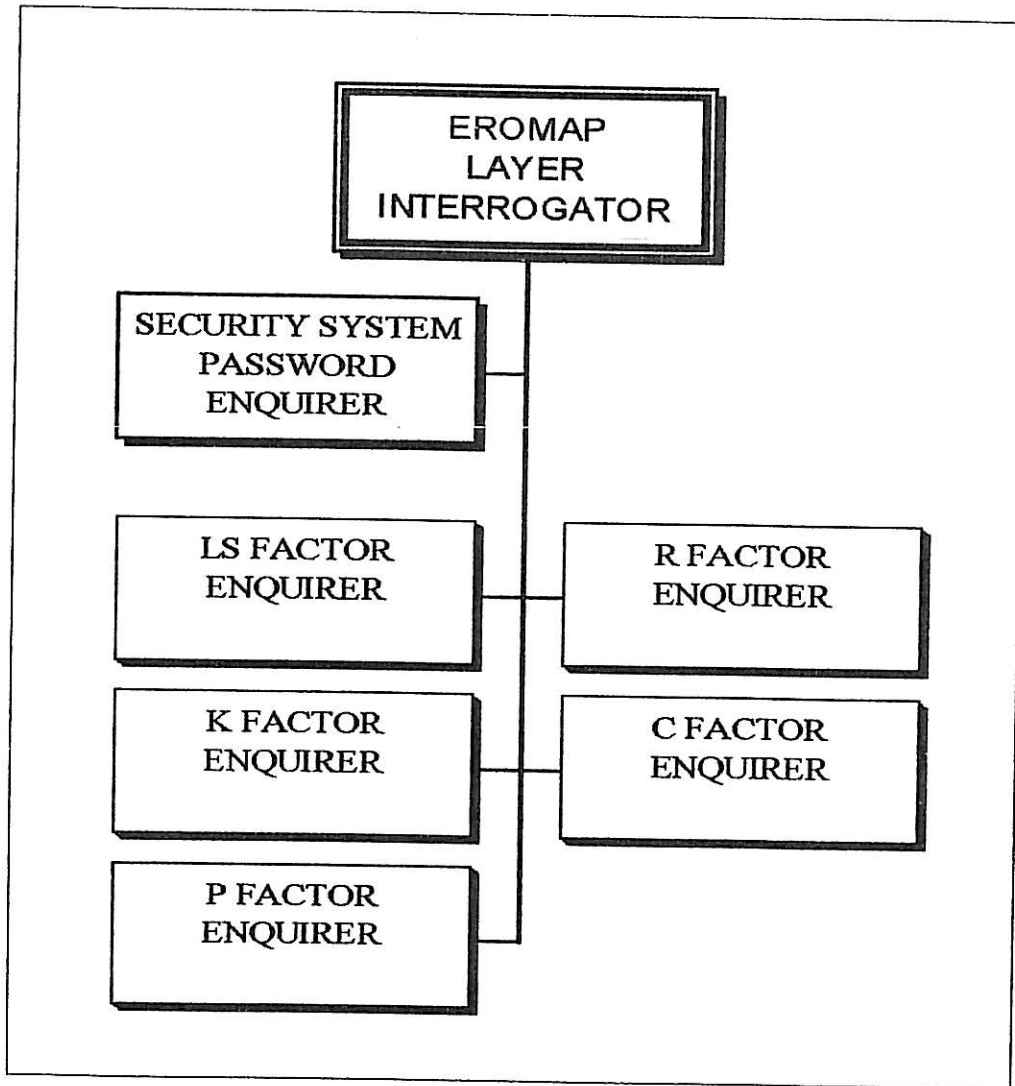 EROMAP
LAYER
INTERROGATOR
SECURITY SYSTEM
PASSWORD
ENQUIRER
LS FACTOR
ENQUIRER
R FACTOR
ENQUIRER
K FACTOR
ENQUIRER
C FACTOR
ENQUIRER
P FACTOR
ENQUIRER